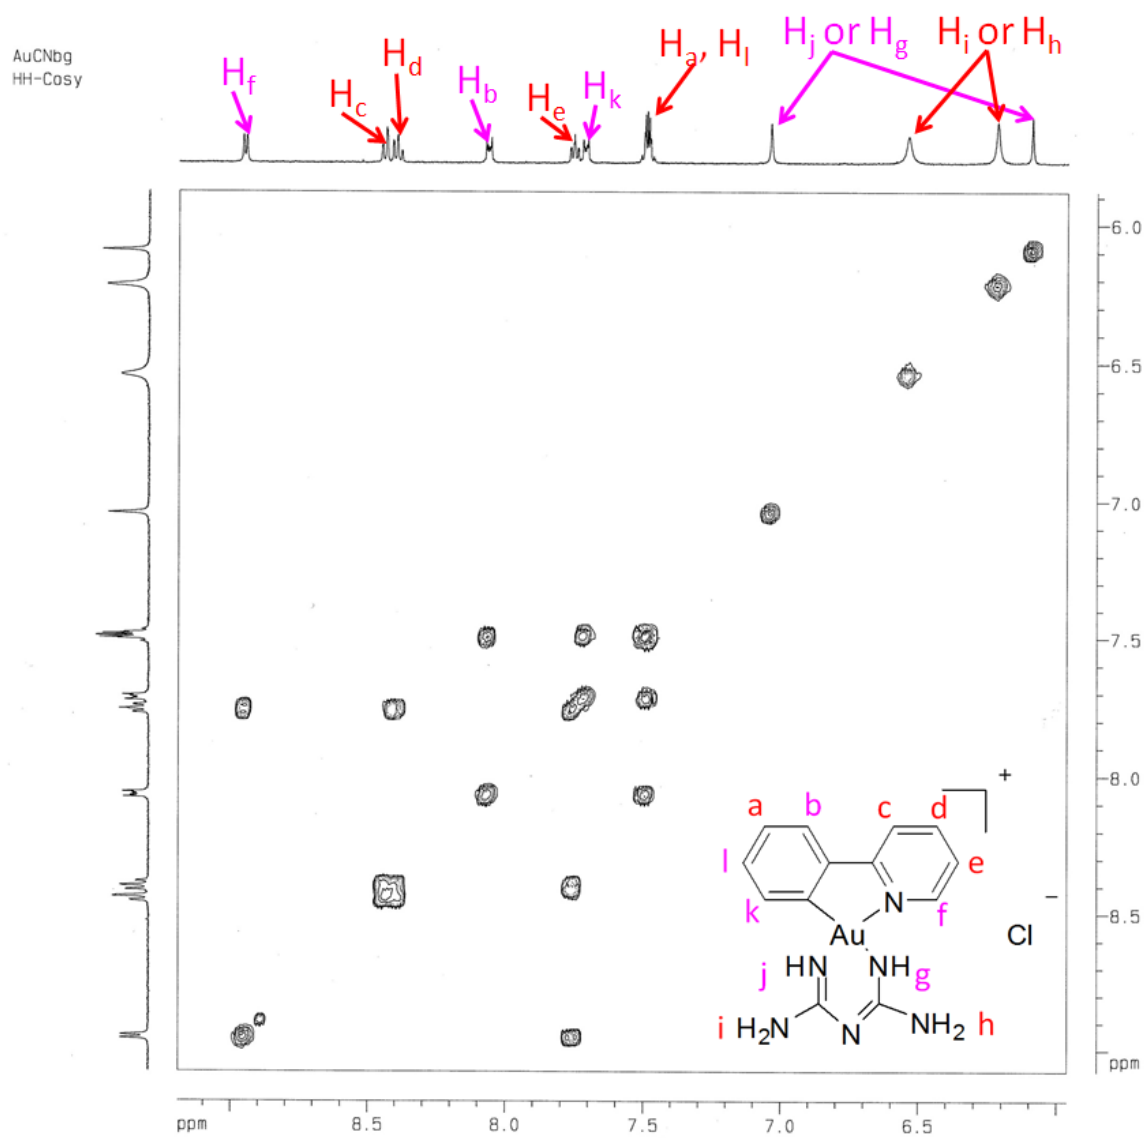 AuCNbg
HH-Cosy
Hf
Hc
Hd
Hb
He
Hk
Ha, Hl
Hj or Hg
Hi or Hh
6.0
6.5
7.0
7.5
8.0
8.5
ppm
a
b
c
d
l
e
k
N
f
Au
+
−
Cl
j
HN
NH
g
i
H2N
N
NH2
h
ppm
8.5
8.0
7.5
7.0
6.5